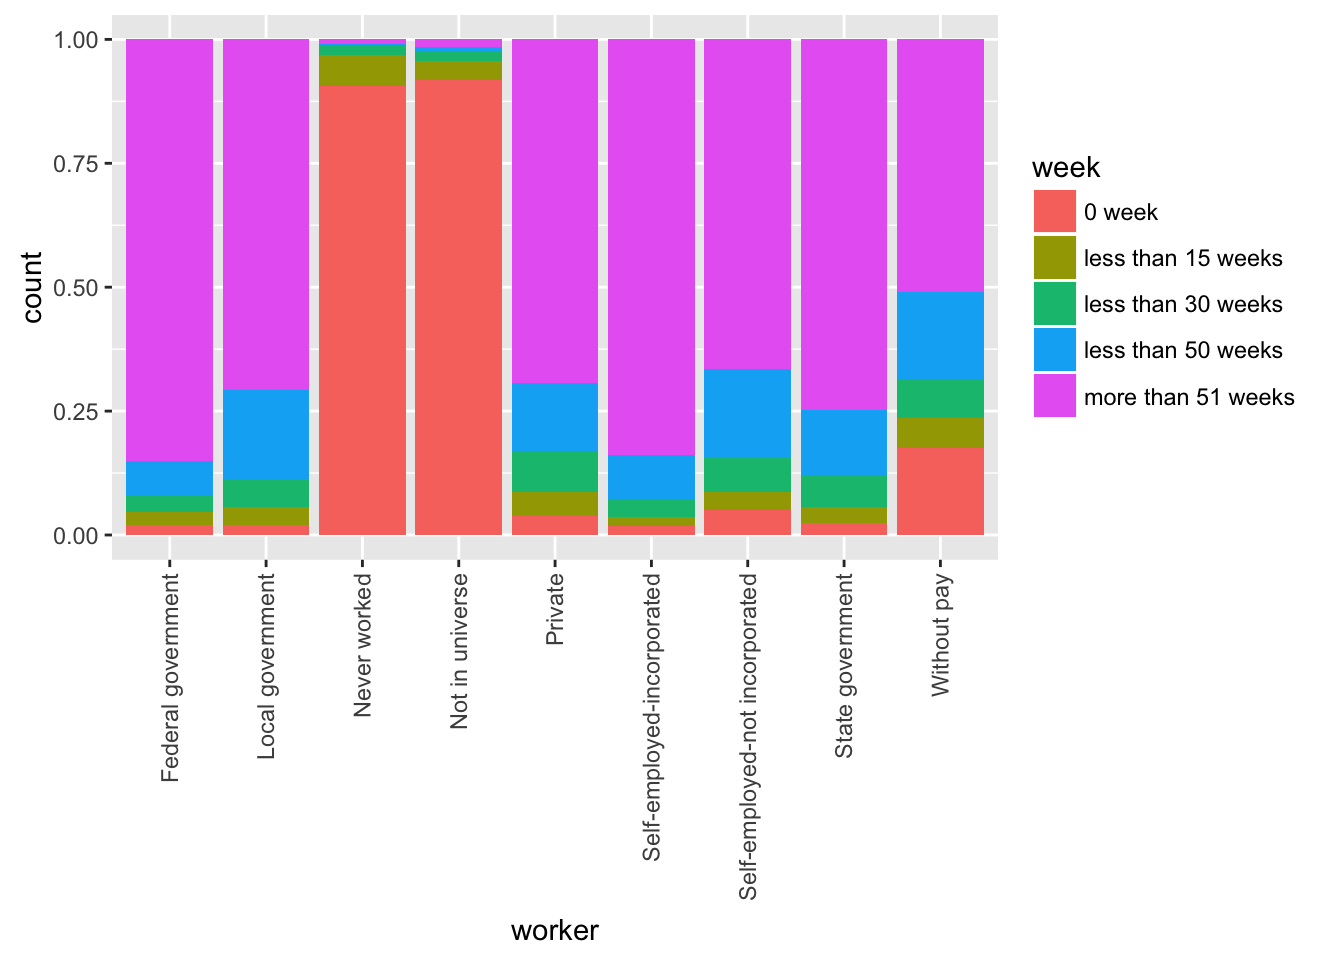 1.00
0.75
0.50
0.25
0.00
count
Federal government
Local government
Never worked
Not in universe
Private
Self-employed-incorporated
Self-employed-not incorporated
State government
Without pay
worker
week
0 week
less than 15 weeks
less than 30 weeks
less than 50 weeks
more than 51 weeks